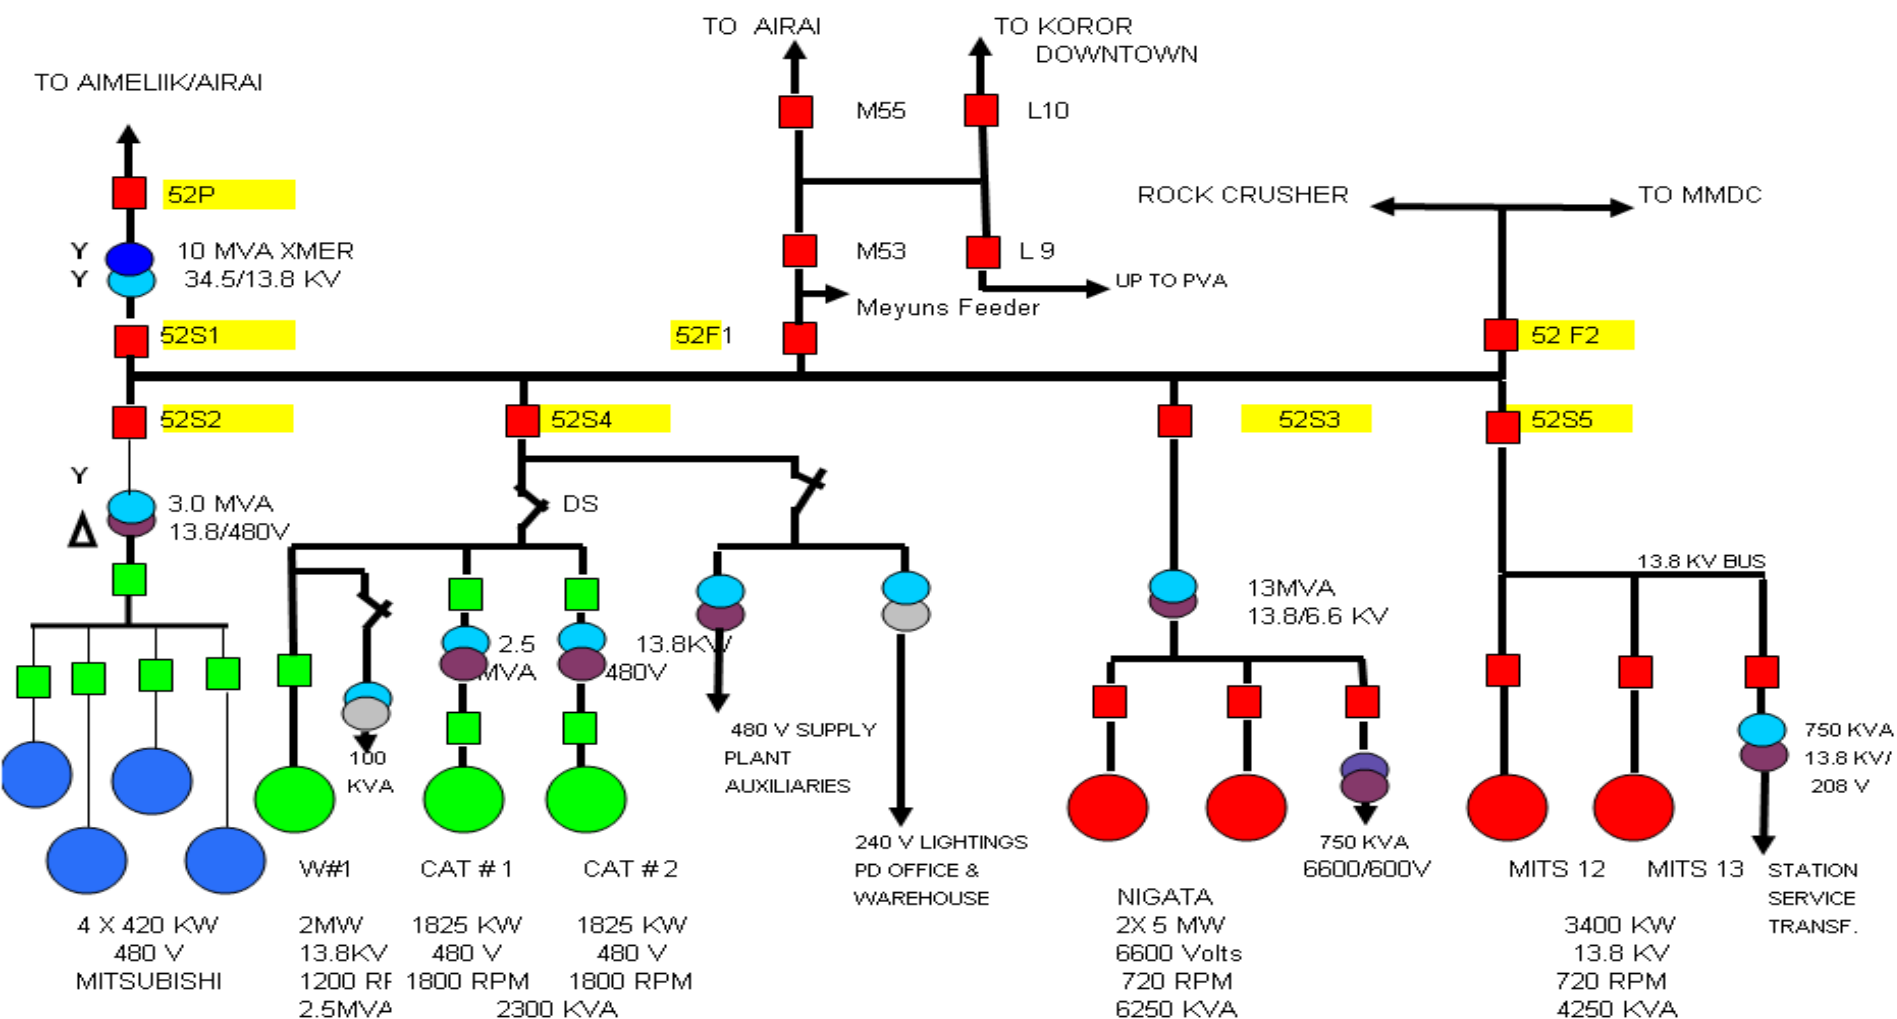 TO AIRAI
TO KOROR
DOWNTOWN
TO AIMELIIK/AIRAI
M55
L10
52P
ROCK CRUSHER
TO MMDC
Y
10 MVA XMER
Y
34.5/13.8 KV
M53
L 9
UP TO PVA
Meyuns Feeder
52S1
52F1
52 F2
52S2
52S4
52S3
52S5
Y
3.0 MVA
Δ
13.8/480V
DS
13.8 KV BUS
13MVA
13.8/6.6 KV
2.5
MVA
13.8KV
480V
100
KVA
480 V SUPPLY
PLANT
AUXILIARIES
750 KVA
13.8 KV/
208 V
240 V LIGHTINGS
PD OFFICE &
WAREHOUSE
750 KVA
6600/600V
W#1
CAT # 1
CAT # 2
MITS 12
MITS 13
STATION
SERVICE
TRANSF.
4 X 420 KW
480 V
MITSUBISHI
2MW
13.8KV
1200 RF
2.5MVA
1825 KW
480 V
1800 RPM
1825 KW
480 V
1800 RPM
2300 KVA
NIGATA
2X 5 MW
6600 Volts
720 RPM
6250 KVA
3400 KW
13.8 KV
720 RPM
4250 KVA